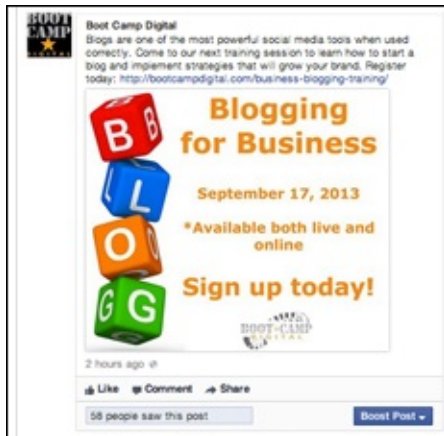 BOOT
CAMP
DIGITAL
Boot Camp Digital
Blogs are one of the most powerful social media tools when used
correctly. Come to our next training session to learn how to start a
blog and implement strategies that will grow your brand. Register
today: http://bootcampdigital.com/business-blogging-training/
Blogging
for Business
B B
L
O
G G
September 17, 2013
*Available both live and
online
Sign up today!
BOOT CAMP
DIGITAL
2 hours ago
Like Comment Share
58 people saw this post
Boost Post